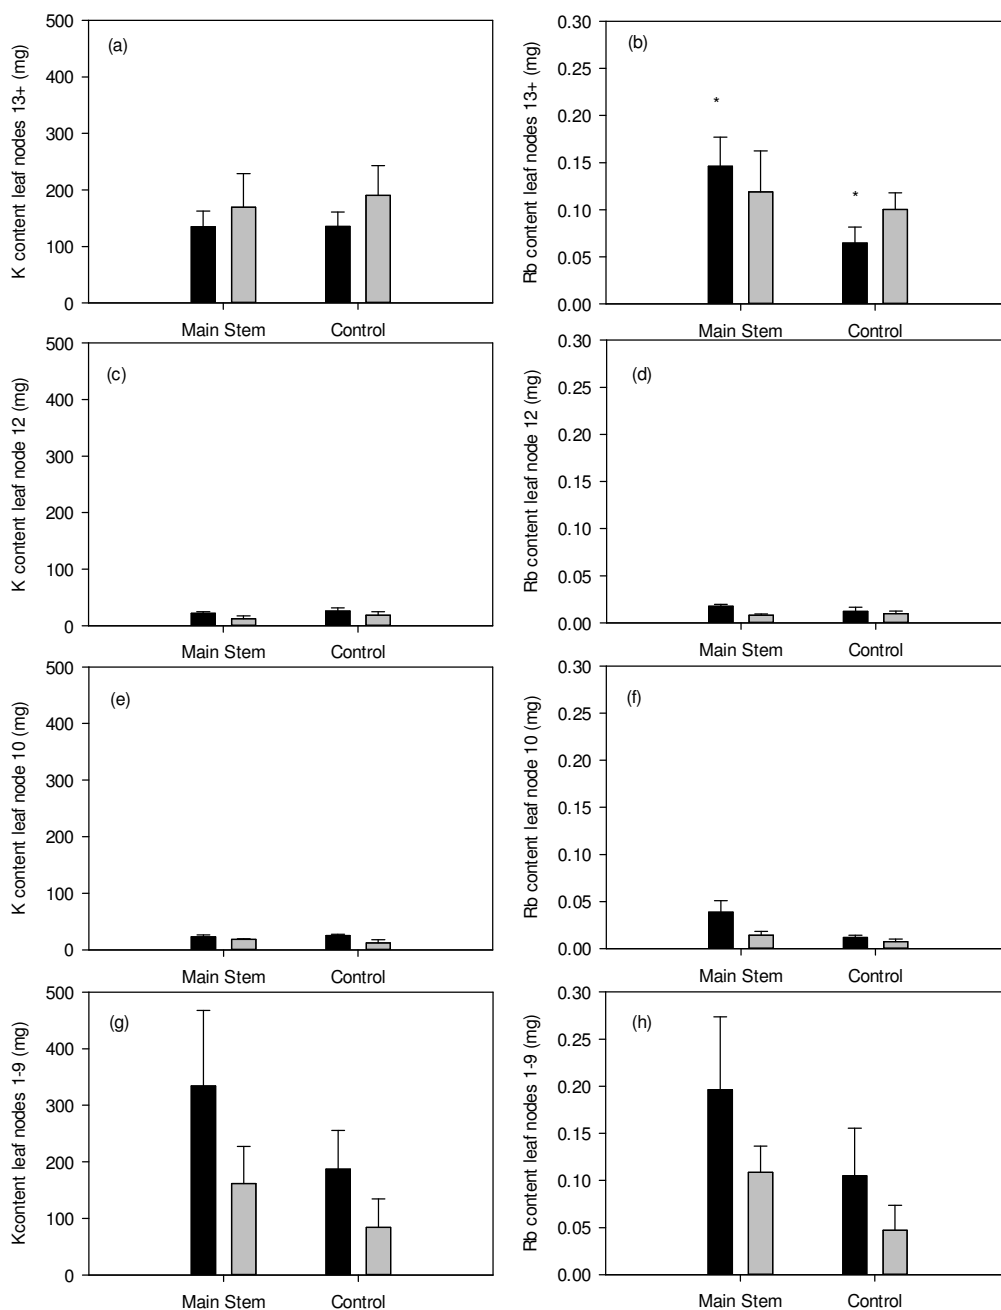 500
400
300
200
100
0
K content leaf nodes 13+ (mg)
(a)
Main Stem
Control
0.30
0.25
0.20
0.15
0.10
0.05
0.00
Rb content leaf nodes 13+ (mg)
(b)
*
*
Main Stem
Control
500
400
300
200
100
0
K content leaf node 12 (mg)
(c)
Main Stem
Control
0.30
0.25
0.20
0.15
0.10
0.05
0.00
Rb content leaf node 12 (mg)
(d)
Main Stem
Control
500
400
300
200
100
0
K content leaf node 10 (mg)
(e)
Main Stem
Control
0.30
0.25
0.20
0.15
0.10
0.05
0.00
Rb content leaf node 10 (mg)
(f)
Main Stem
Control
500
400
300
200
100
0
Kcontent leaf nodes 1-9 (mg)
(g)
Main Stem
Control
0.30
0.25
0.20
0.15
0.10
0.05
0.00
Rb content leaf nodes 1-9 (mg)
(h)
Main Stem
Control